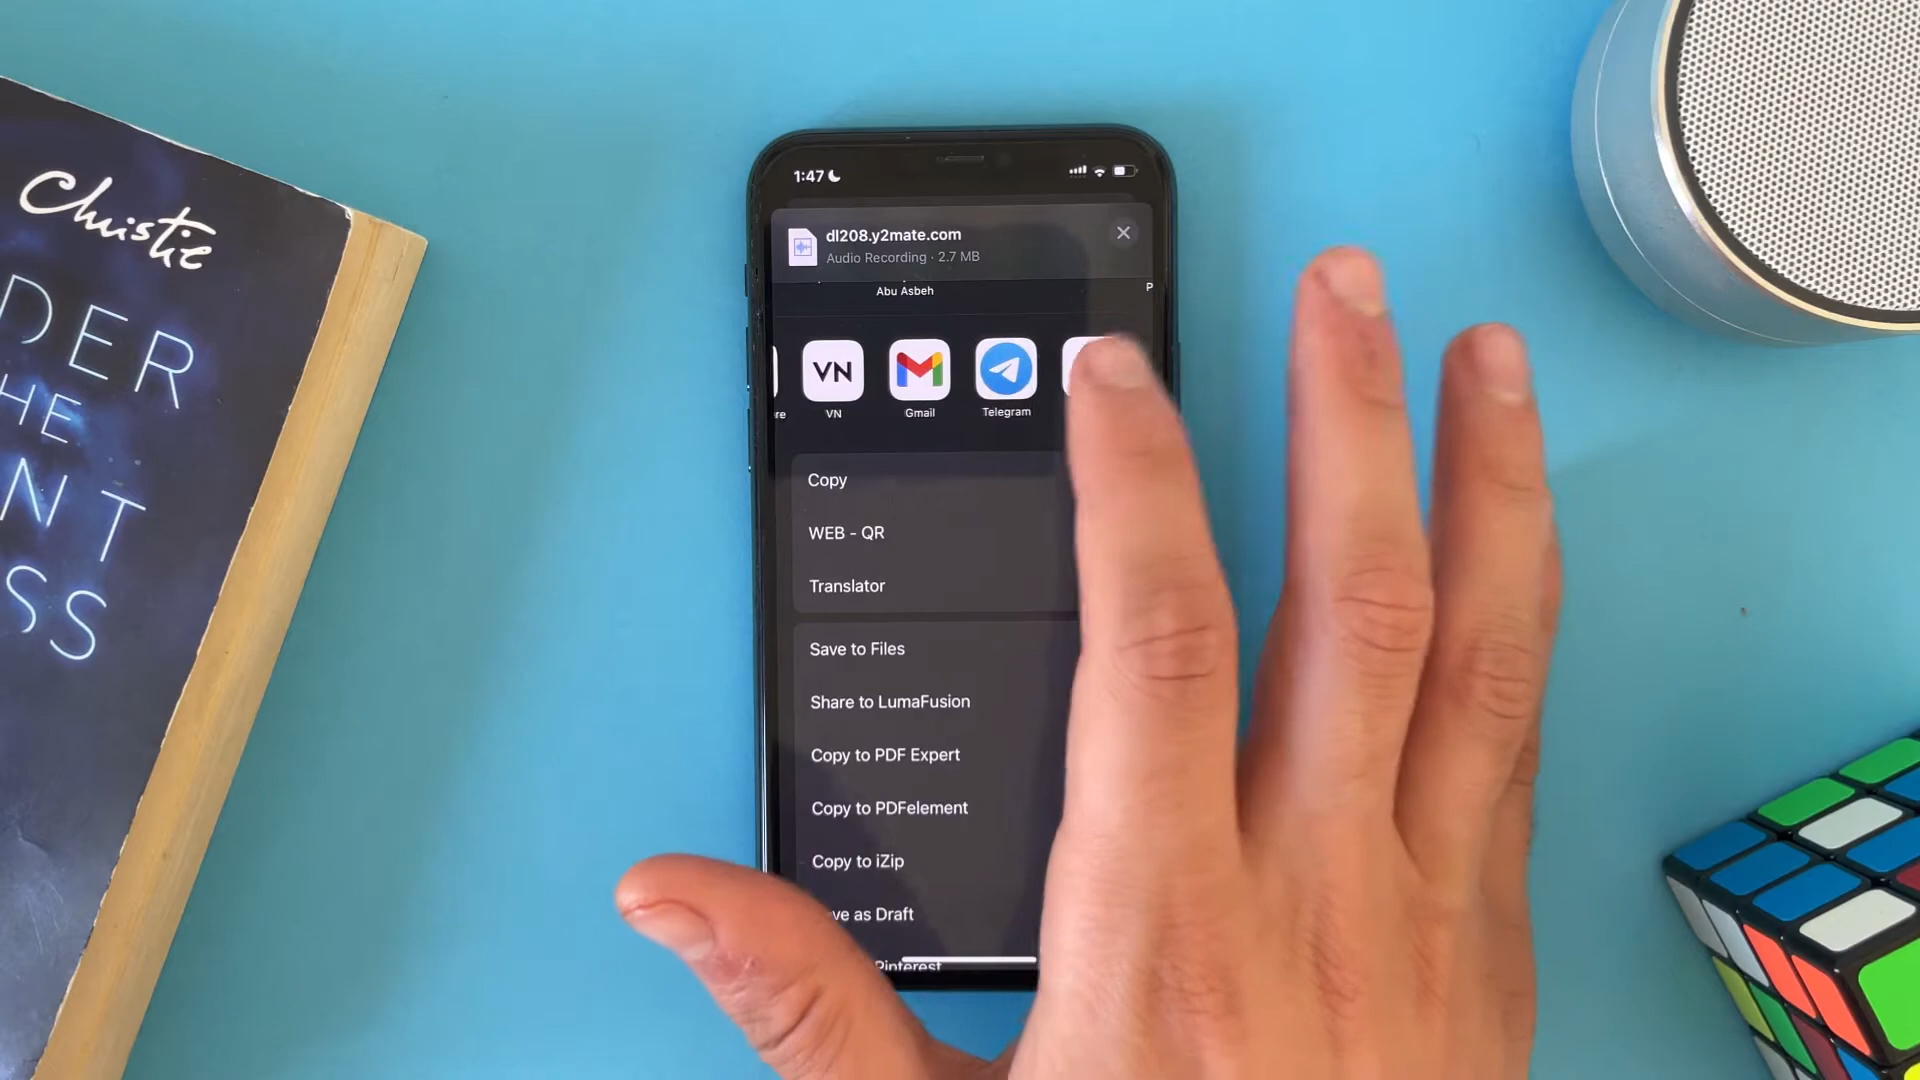 Christie
DER
HE
NT
SS
1:47
dl208.y2mate.com
Audio Recording · 2.7 MB
Abu Asbeh
P
re
VN
VN
Gmail
Telegram
Copy
WEB - QR
Translator
Save to Files
Share to LumaFusion
Copy to PDF Expert
Copy to PDFelement
Copy to iZip
ve as Draft
Pinterest